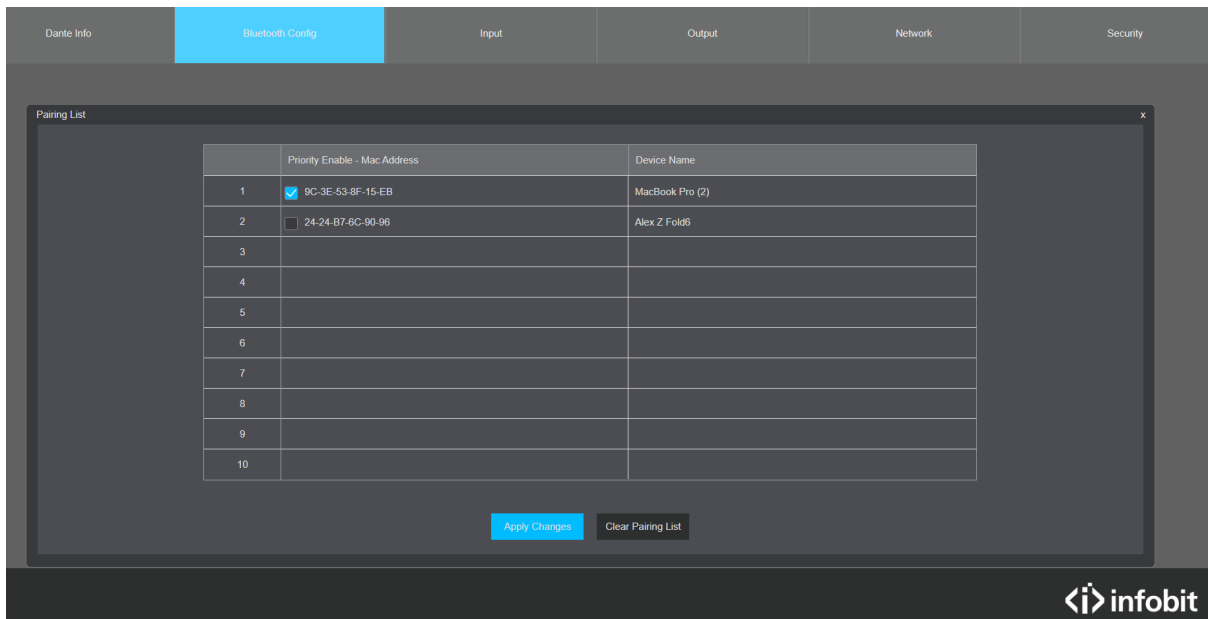 Dante Info Bluetooth Config Input Output Network Security
Pairing List x
Priority Enable - Mac Address Device Name
1 9C-3E-53-8F-15-EB MacBook Pro (2)
2 24-24-B7-6C-90-96 Alex Z Fold6
3
4
5
6
7
8
9
10
Apply Changes Clear Pairing List
<i> infobit